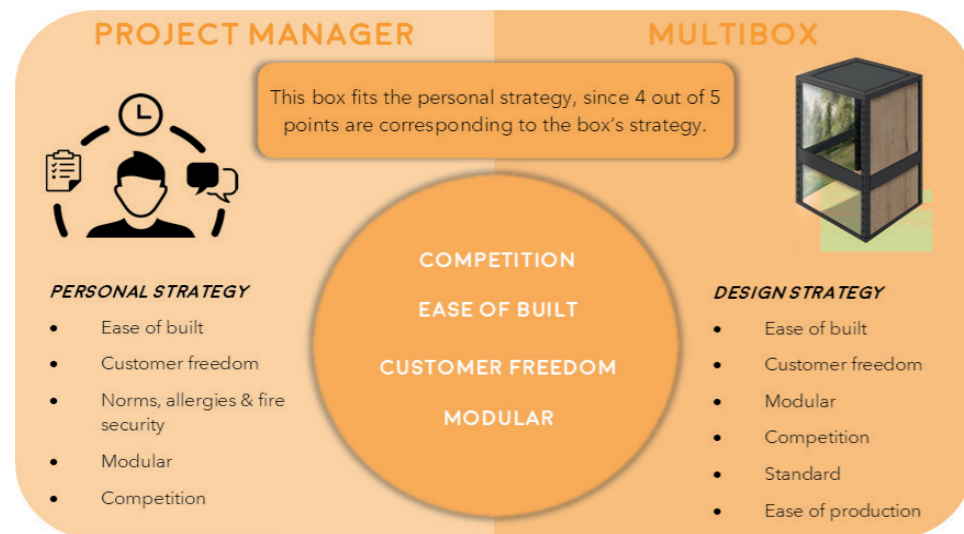 PROJECT MANAGER
MULTIBOX
This box fits the personal strategy, since 4 out of 5
points are corresponding to the box's strategy.
COMPETITION
EASE OF BUILT
CUSTOMER FREEDOM
MODULAR
PERSONAL STRATEGY
• Ease of built
• Customer freedom
• Norms, allergies & fire
security
• Modular
• Competition
DESIGN STRATEGY
• Ease of built
• Customer freedom
• Modular
• Competition
• Standard
• Ease of production